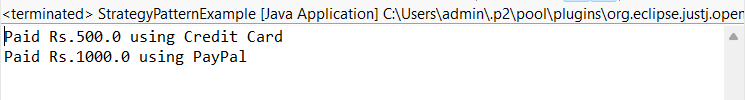 <terminated> StrategyPatternExample [Java Application] C:\Users\admin\.p2\pool\plugins\org.eclipse.justj.open
Paid Rs.500.0 using Credit Card
Paid Rs.1000.0 using PayPal